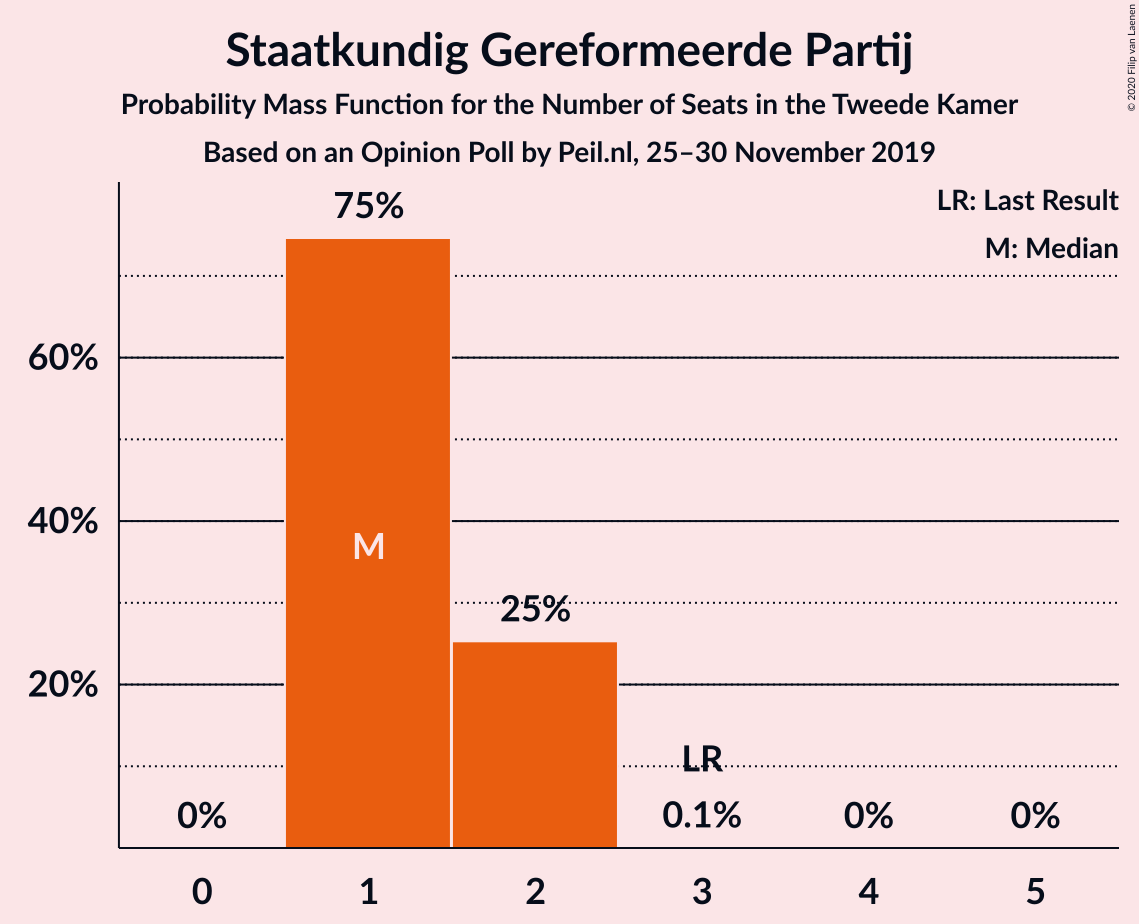 Staatkundig Gereformeerde Partij
Probability Mass Function for the Number of Seats in the Tweede Kamer
Based on an Opinion Poll by Peil.nl, 25–30 November 2019
© 2020 Filip van Laenen
LR: Last Result
M: Median
75%
60%
40%
20%
M
25%
LR
0%
0.1%
0%
0%
0 1 2 3 4 5